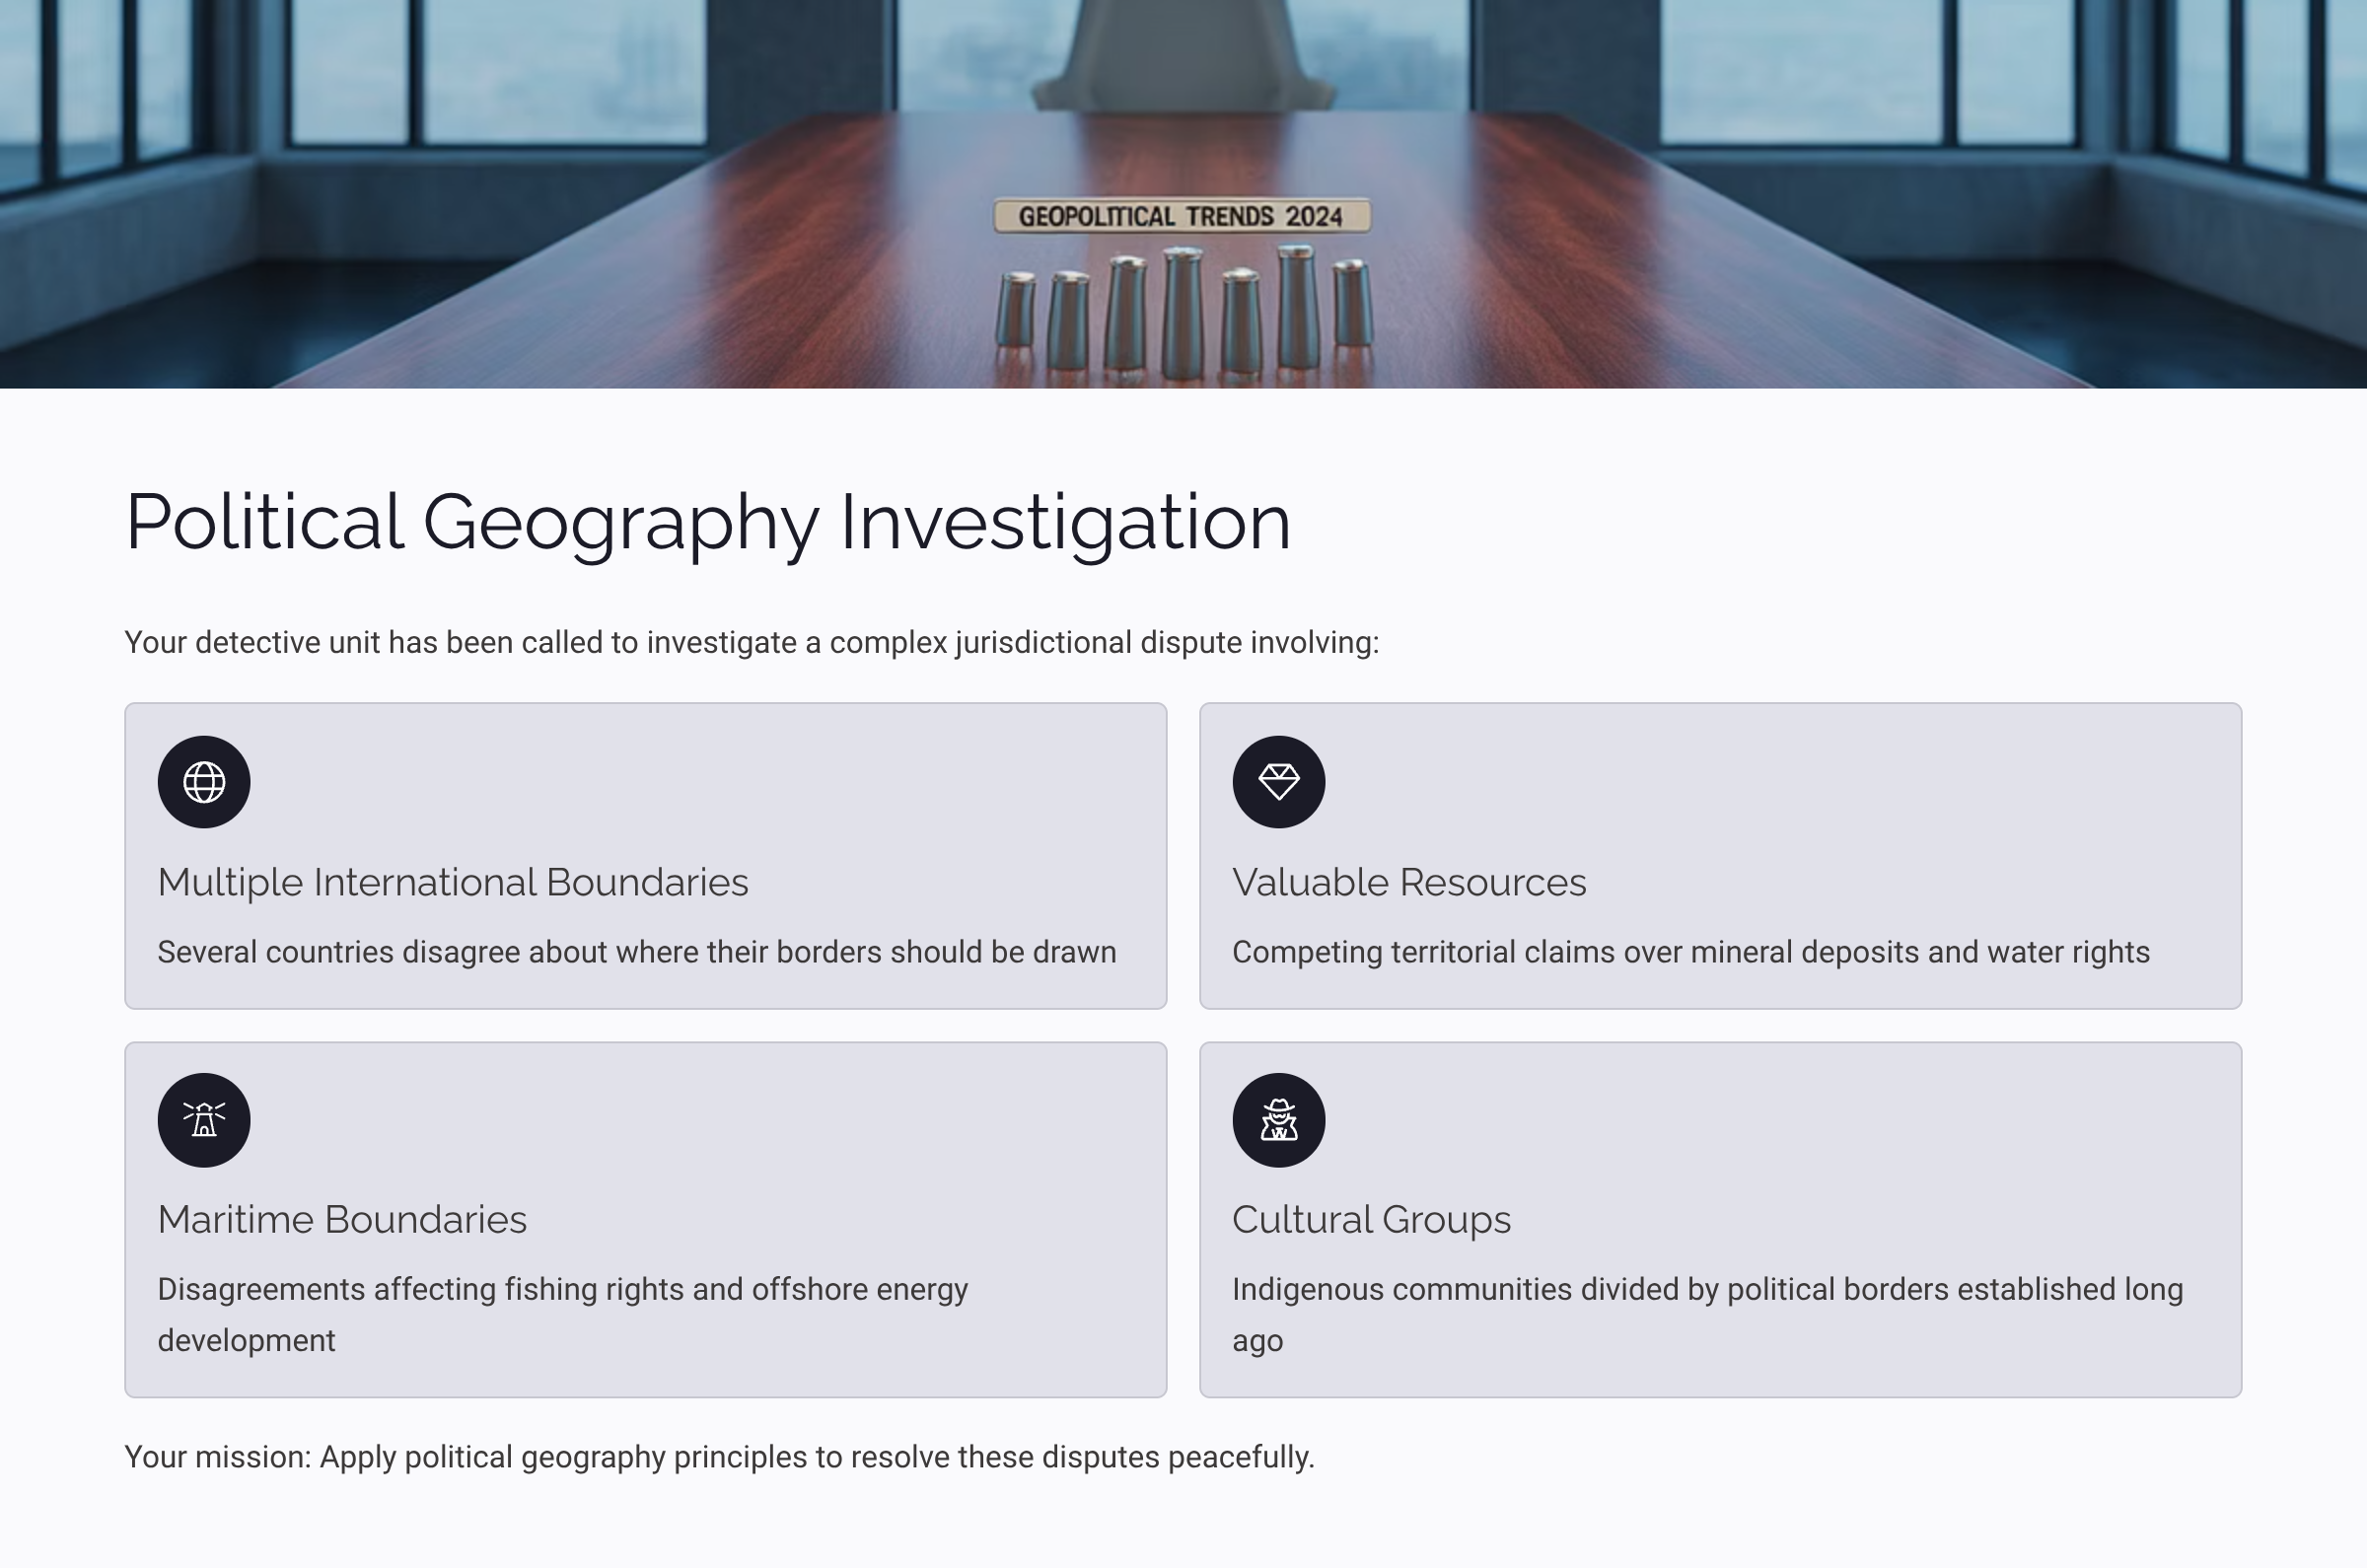 GEOPOLITICAL TRENDS 2024
Political Geography Investigation
Your detective unit has been called to investigate a complex jurisdictional dispute involving:
Multiple International Boundaries
Several countries disagree about where their borders should be drawn
Valuable Resources
Competing territorial claims over mineral deposits and water rights
Maritime Boundaries
Disagreements affecting fishing rights and offshore energy
development
Cultural Groups
Indigenous communities divided by political borders established long
ago
Your mission: Apply political geography principles to resolve these disputes peacefully.